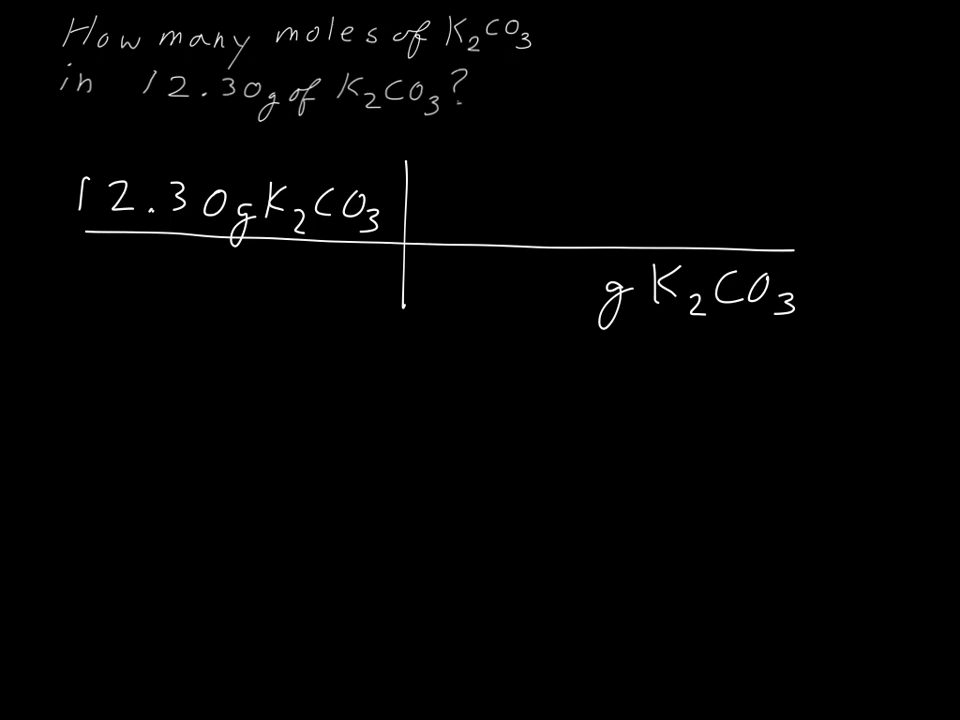 How many moles of K₂CO₃
in 12.30g of K₂CO₃?
12.30g K₂CO₃
g K₂CO₃